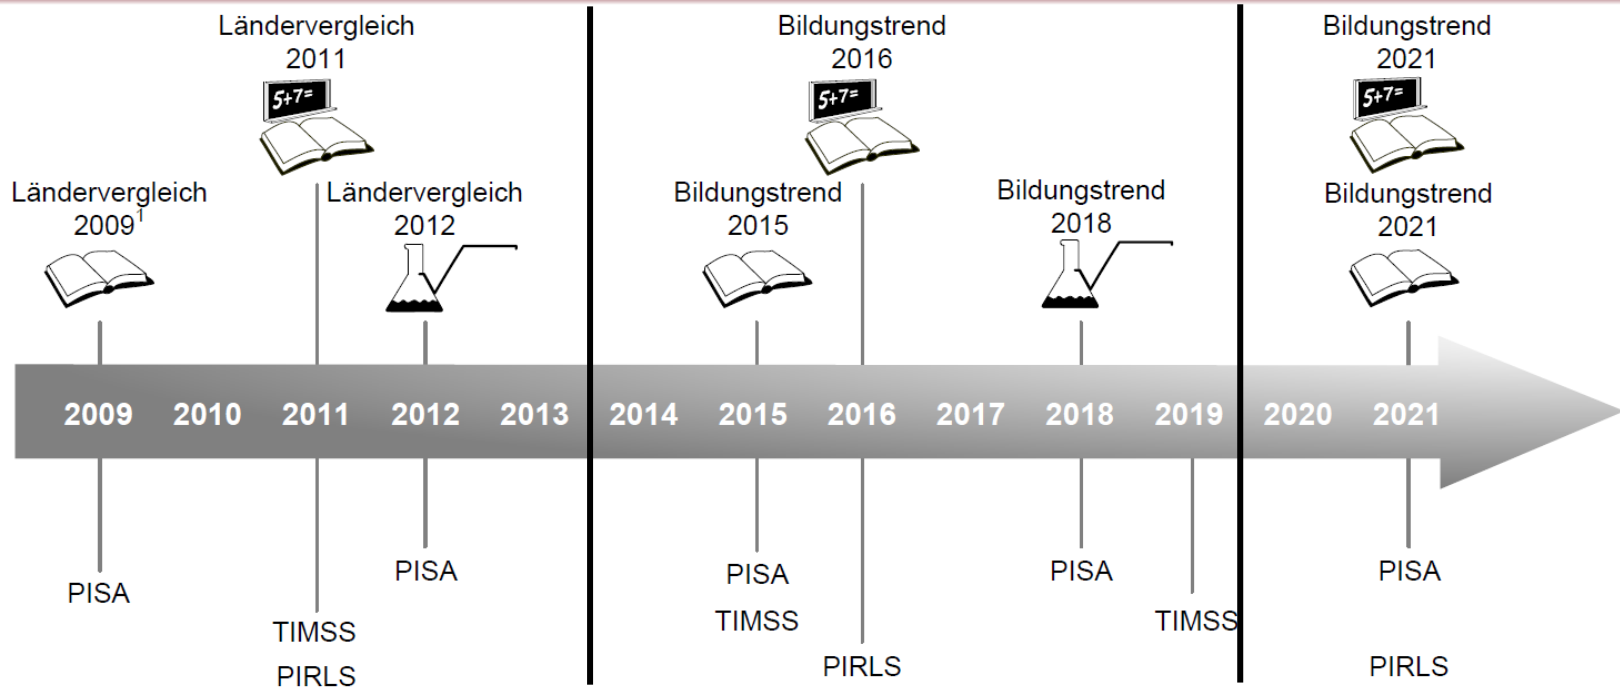 Ländervergleich
2011
5+7=
Bildungstrend
2016
5+7=
Bildungstrend
2021
5+7=
Ländervergleich
2009¹
Ländervergleich
2012
Bildungstrend
2015
Bildungstrend
2018
Bildungstrend
2021
2009 2010 2011 2012 2013 2014 2015 2016 2017 2018 2019 2020 2021
PISA
TIMSS
PIRLS
PISA
PISA
TIMSS
PIRLS
PISA
TIMSS
PISA
PIRLS